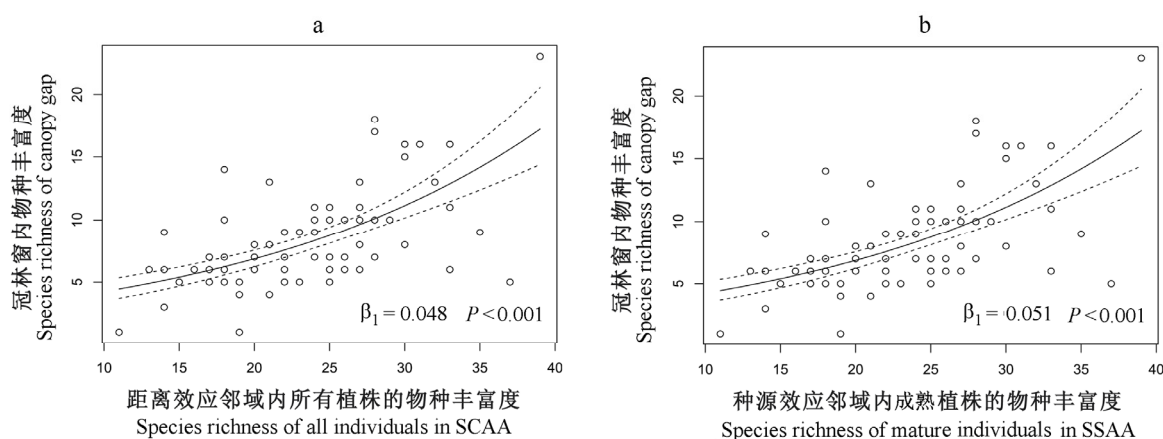 a
冠林窗内物种丰富度
Species richness of canopy gap
20
15
10
5
β1 = 0.048 P<0.001
10 15 20 25 30 35 40
距离效应邻域内所有植株的物种丰富度
Species richness of all individuals in SCAA
b
冠林窗内物种丰富度
Species richness of canopy gap
20
15
10
5
β1 = 0.051 P<0.001
10 15 20 25 30 35 40
种源效应邻域内成熟植株的物种丰富度
Species richness of mature individuals in SSAA